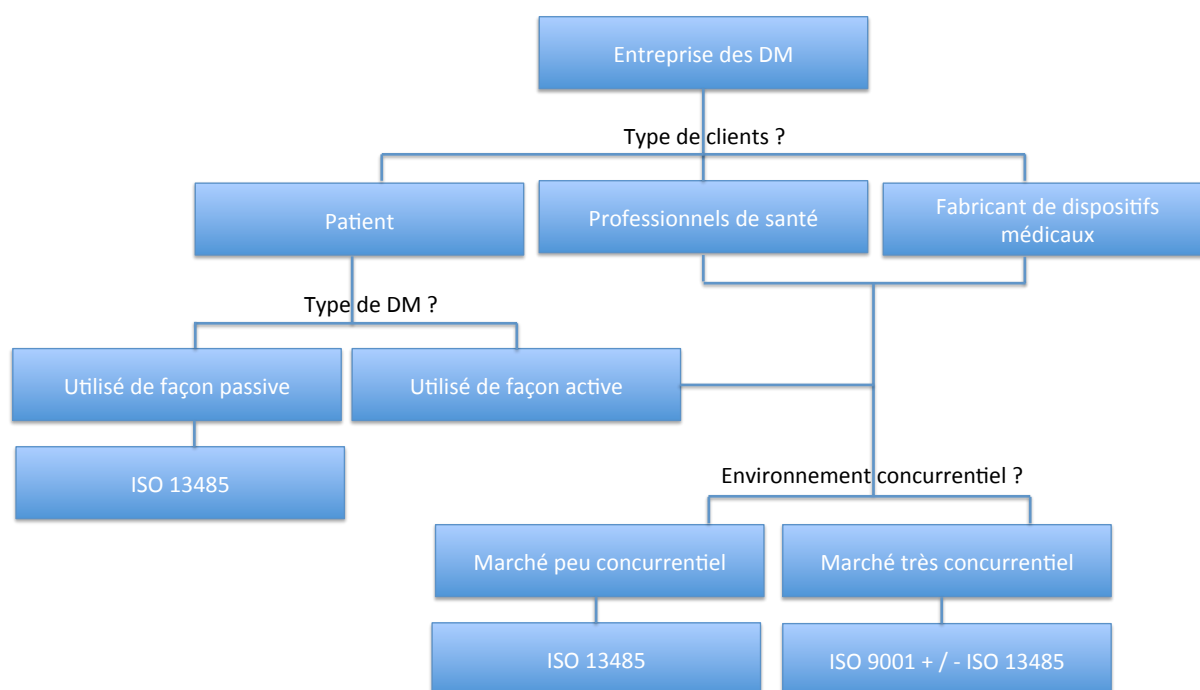 Entreprise des DM
Type de clients ?
Patient
Professionnels de santé
Fabricant de dispositifs
médicaux
Type de DM ?
Utilisé de façon passive
Utilisé de façon active
ISO 13485
Environnement concurrentiel ?
Marché peu concurrentiel
Marché très concurrentiel
ISO 13485
ISO 9001 + / - ISO 13485